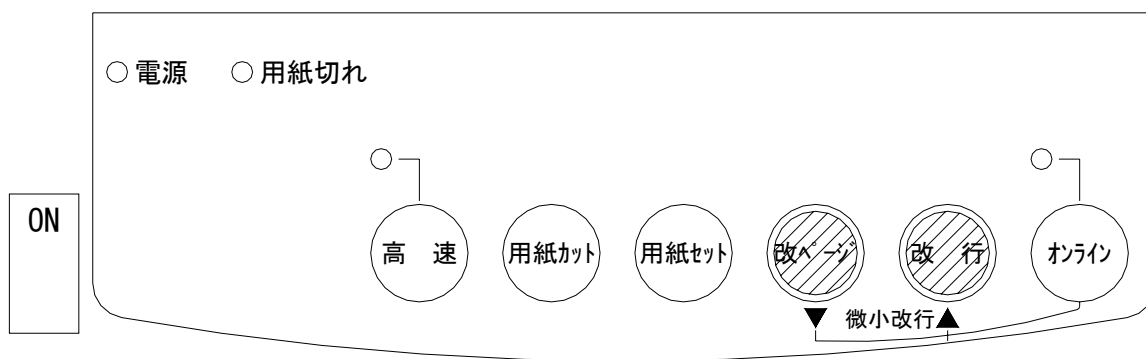 ○ 電源 ○ 用紙切れ
ON
高 速 用紙ｶｯﾄ 用紙ｾｯﾄ 改ﾍﾟｰｼﾞ 改 行 ｵﾝﾗｲﾝ
▼ 微小改行▲